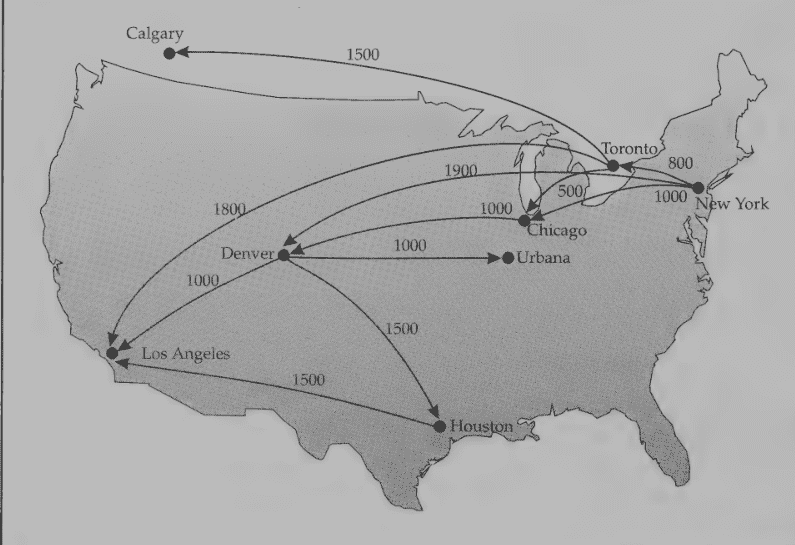 Calgary
1500
Toronto
800
1900
500
1000
New York
1800
1000
Chicago
Denver
1000
Urbana
1000
1500
Los Angeles
1500
Houston